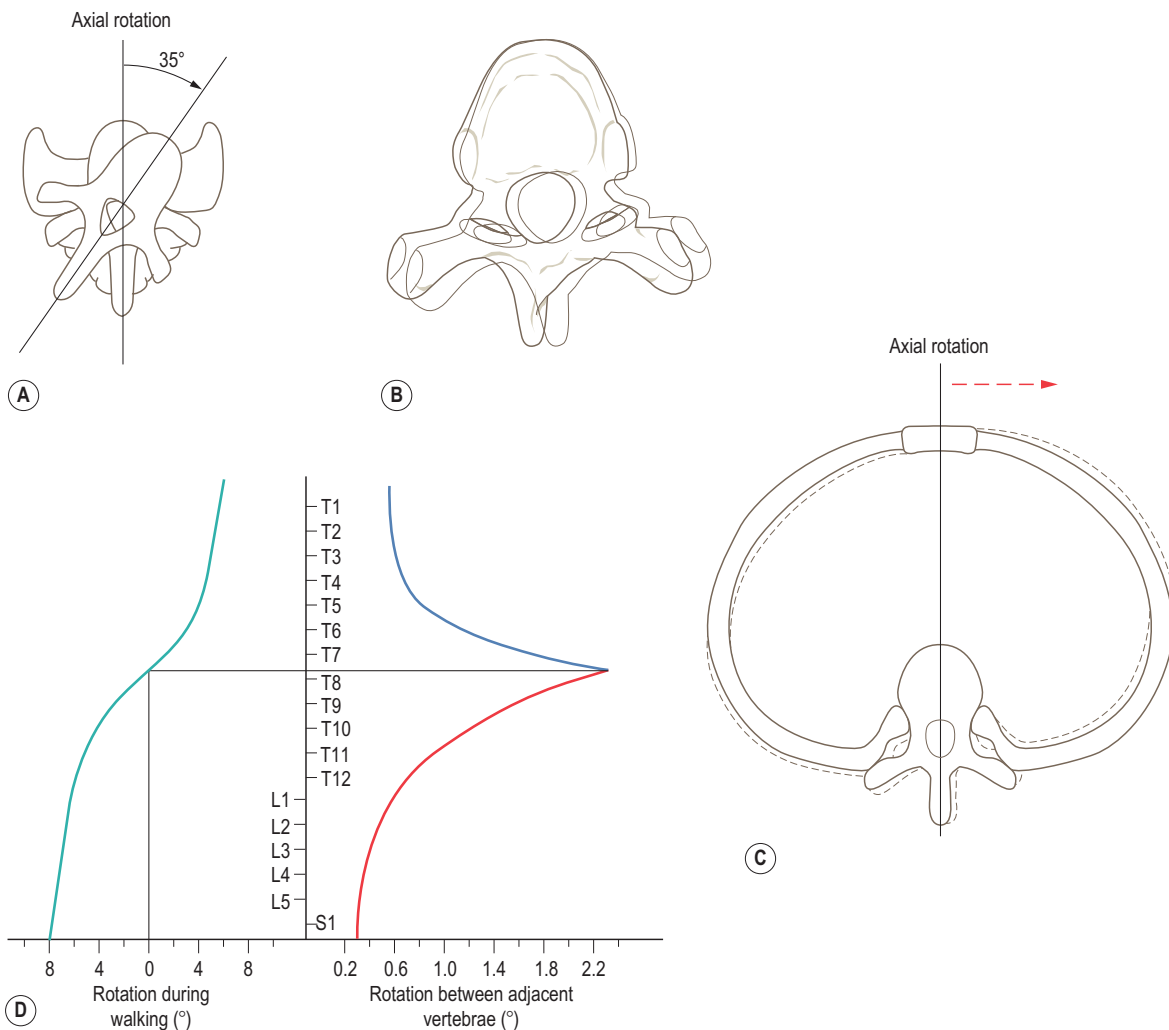 Axial rotation
35°
A
B
Axial rotation
C
T1
T2
T3
T4
T5
T6
T7
T8
T9
T10
T11
T12
L1
L2
L3
L4
L5
S1
8 4 0 4 8
Rotation during
walking (°)
0.2 0.6 1.0 1.4 1.8 2.2
Rotation between adjacent
vertebrae (°)
D